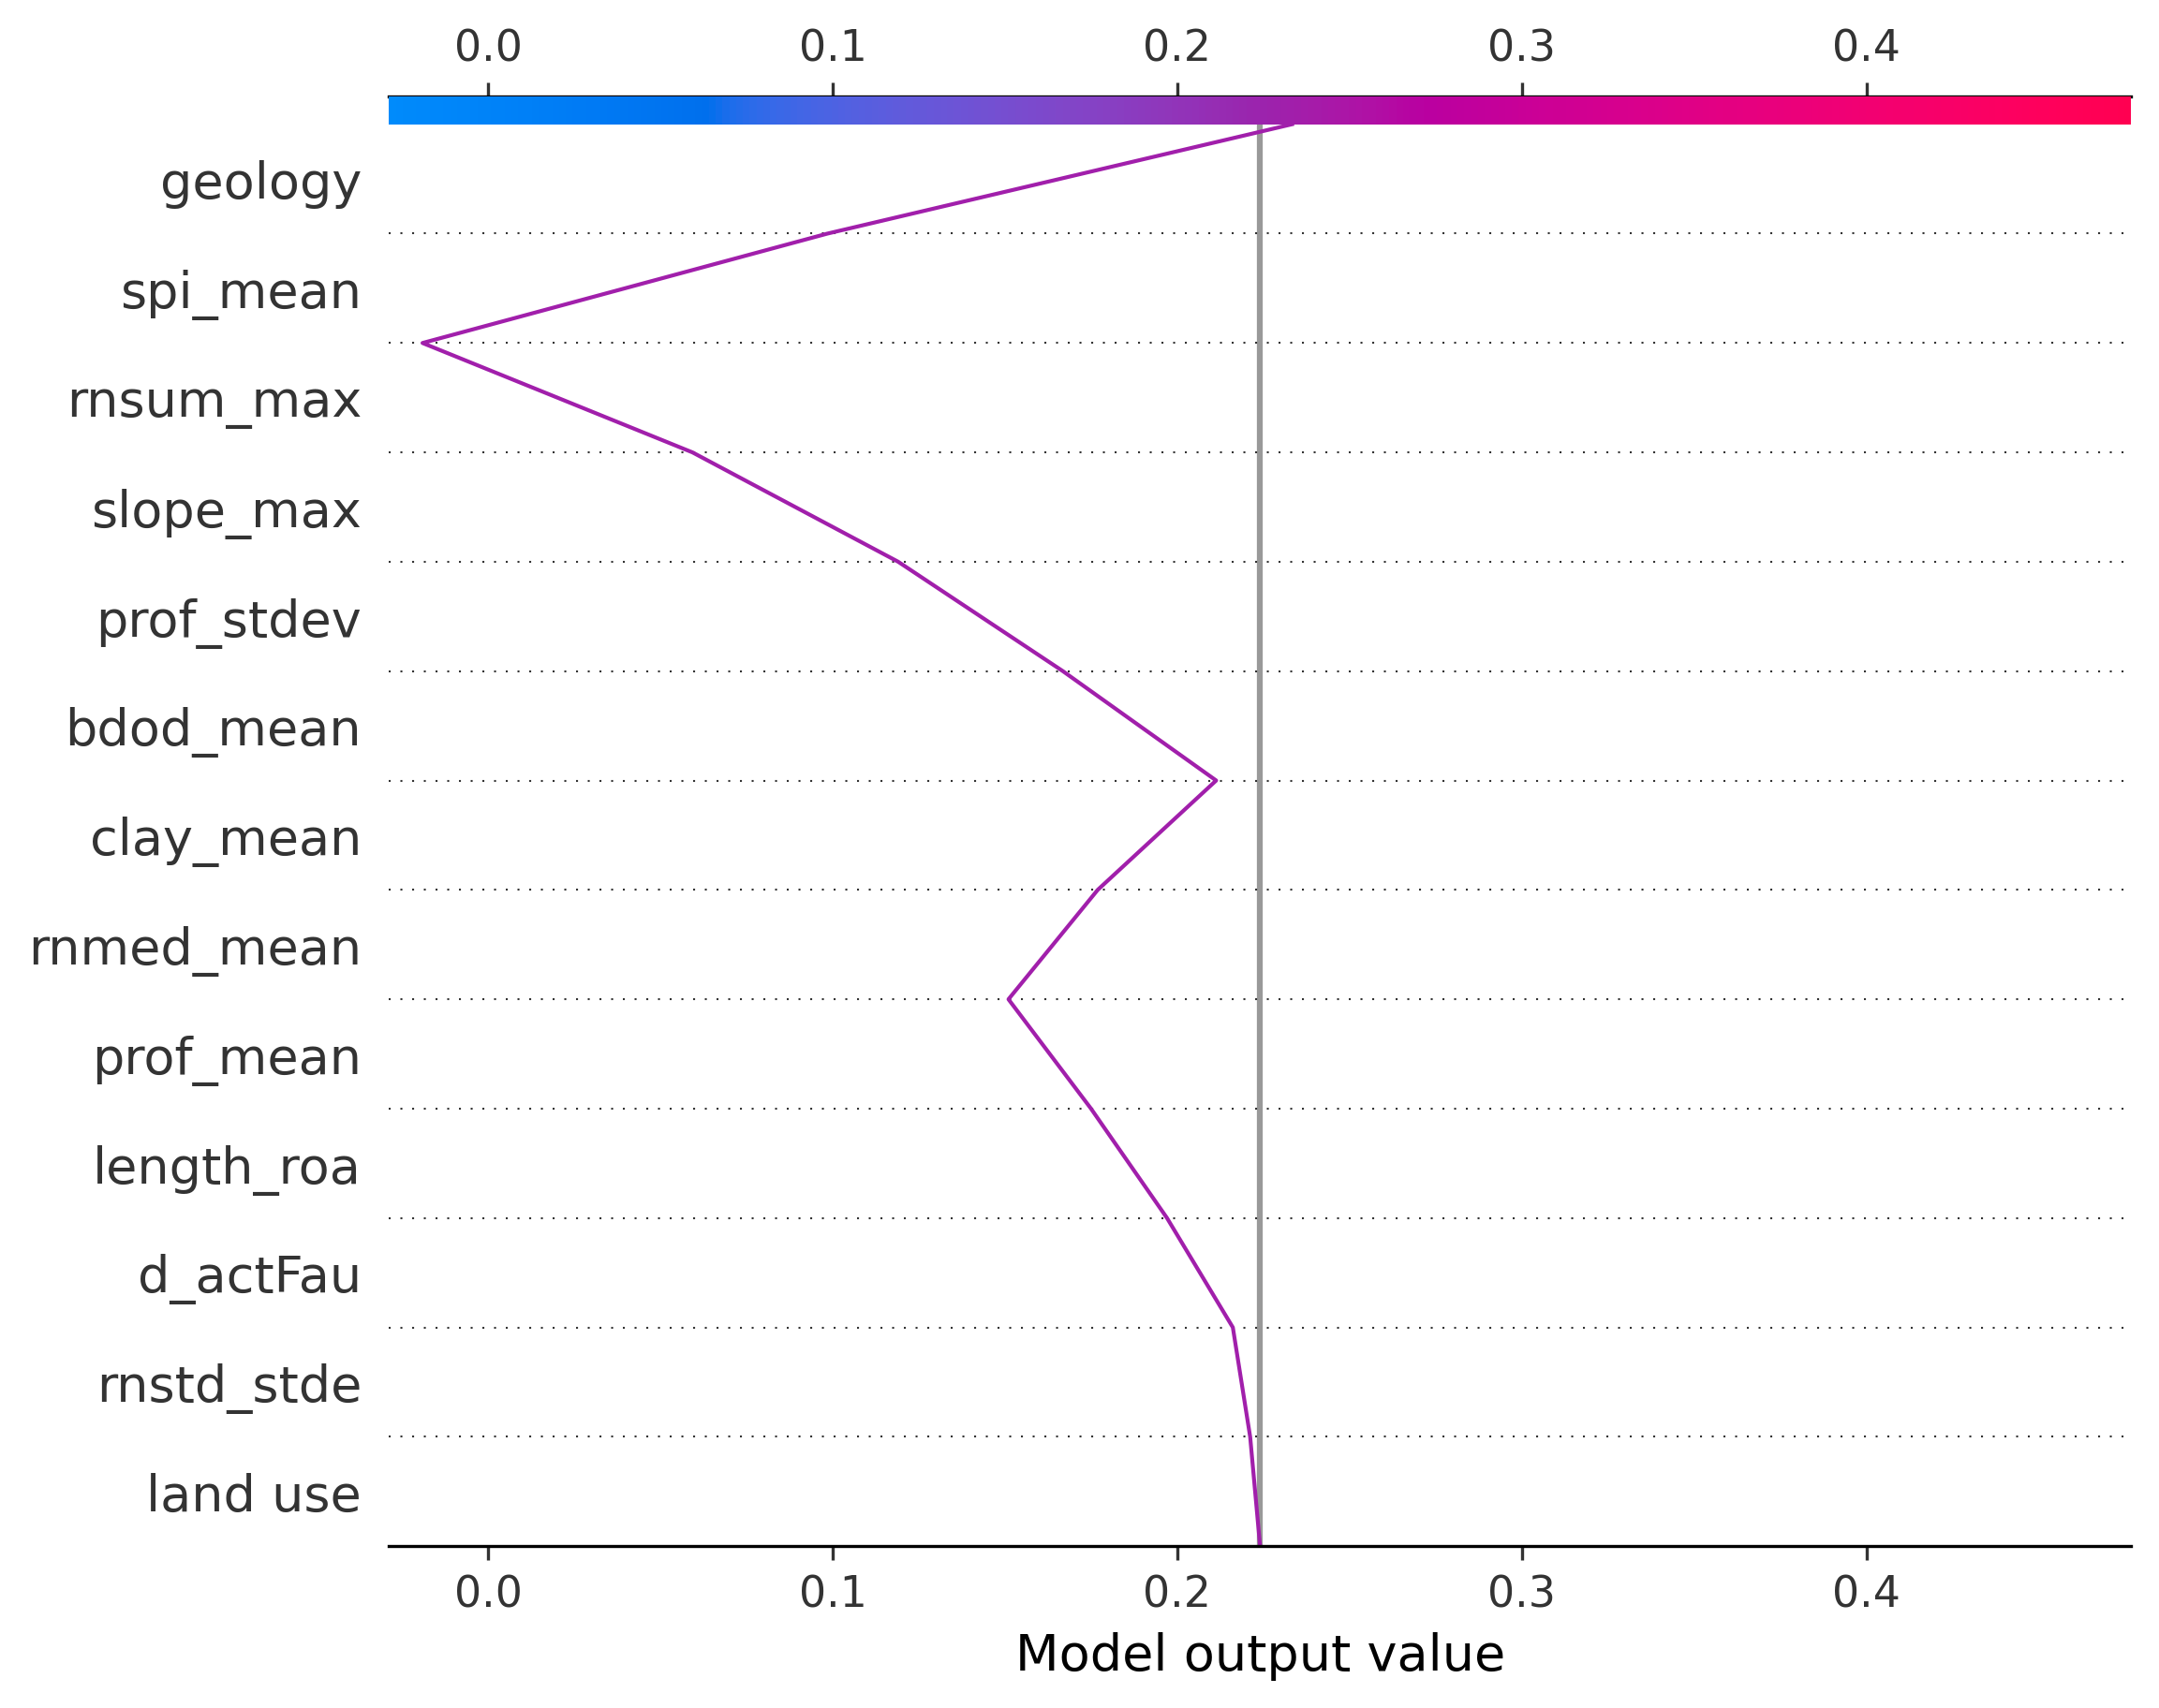 0.0 0.1 0.2 0.3 0.4
geology
spi_mean
rnsum_max
slope_max
prof_stdev
bdod_mean
clay_mean
rnmed_mean
prof_mean
length_roa
d_actFau
rnstd_stde
land use
0.0 0.1 0.2 0.3 0.4
Model output value